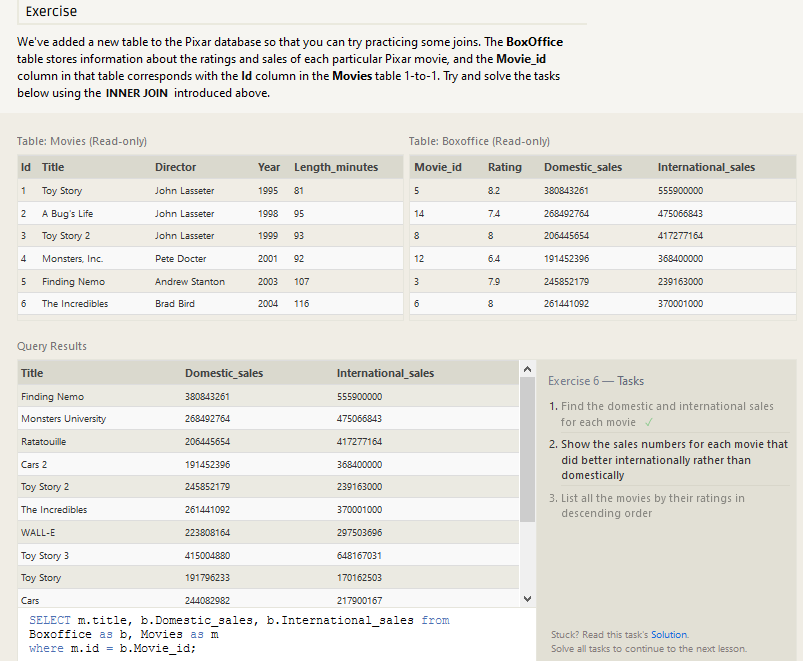 Exercise
We've added a new table to the Pixar database so that you can try practicing some joins. The BoxOffice
table stores information about the ratings and sales of each particular Pixar movie, and the Movie_id
column in that table corresponds with the Id column in the Movies table 1-to-1. Try and solve the tasks
below using the INNER JOIN introduced above.
Table: Movies (Read-only)
Id Title Director Year Length_minutes
1 Toy Story John Lasseter 1995 81
2 A Bug's Life John Lasseter 1998 95
3 Toy Story 2 John Lasseter 1999 93
4 Monsters, Inc. Pete Docter 2001 92
5 Finding Nemo Andrew Stanton 2003 107
6 The Incredibles Brad Bird 2004 116
Table: Boxoffice (Read-only)
Movie_id Rating Domestic_sales International_sales
5 8.2 380843261 555900000
14 7.4 268492764 475066843
8 8 206445654 417277164
12 6.4 191452396 368400000
3 7.9 245852179 239163000
6 8 261441092 370001000
Query Results
Title Domestic_sales International_sales
Finding Nemo 380843261 555900000
Monsters University 268492764 475066843
Ratatouille 206445654 417277164
Cars 2 191452396 368400000
Toy Story 2 245852179 239163000
The Incredibles 261441092 370001000
WALL-E 223808164 297503696
Toy Story 3 415004880 648167031
Toy Story 191796233 170162503
Cars 244082982 217900167
SELECT m.title, b.Domestic_sales, b.International_sales from
Boxoffice as b, Movies as m
where m.id = b.Movie_id;
Exercise 6 — Tasks
1. Find the domestic and international sales
for each movie ✓
2. Show the sales numbers for each movie that
did better internationally rather than
domestically
3. List all the movies by their ratings in
descending order
Stuck? Read this task's Solution.
Solve all tasks to continue to the next lesson.